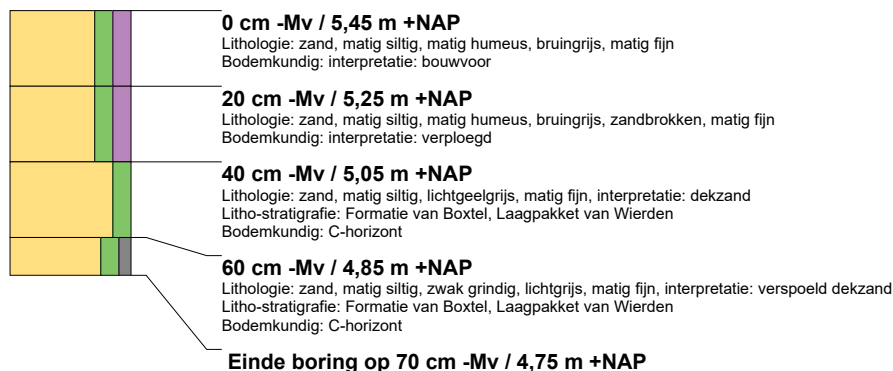 0 cm -Mv / 5,45 m +NAP
Lithologie: zand, matig siltig, matig humeus, bruingrijs, matig fijn
Bodemkundig: interpretatie: bouwvoor
20 cm -Mv / 5,25 m +NAP
Lithologie: zand, matig siltig, matig humeus, bruingrijs, zandbrokken, matig fijn
Bodemkundig: interpretatie: verploegd
40 cm -Mv / 5,05 m +NAP
Lithologie: zand, matig siltig, lichtgeelgrijs, matig fijn, interpretatie: dekzand
Litho-stratigrafie: Formatie van Boxtel, Laagpakket van Wierden
Bodemkundig: C-horizont
60 cm -Mv / 4,85 m +NAP
Lithologie: zand, matig siltig, zwak grindig, lichtgrijs, matig fijn, interpretatie: verspoeld dekzand
Litho-stratigrafie: Formatie van Boxtel, Laagpakket van Wierden
Bodemkundig: C-horizont
Einde boring op 70 cm -Mv / 4,75 m +NAP